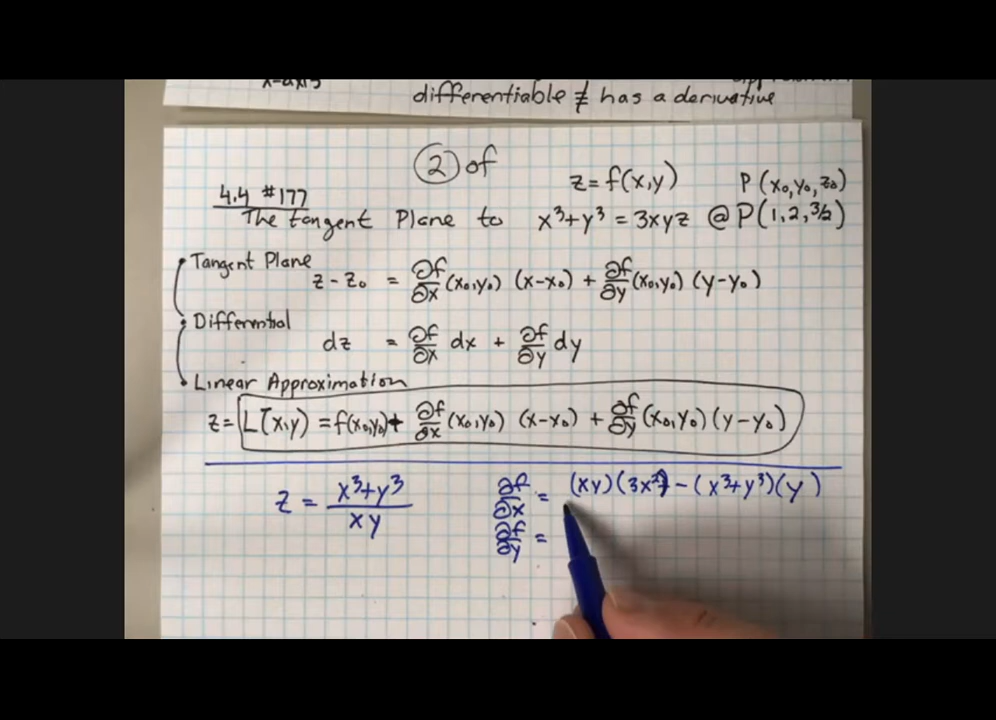 x-axis
differentiable ≠ has a derivative
② of
z = f(x,y) P(x₀,y₀,z₀)
4.4 #177
The tangent Plane to x³+y³ = 3xyz @ P(1,2,3/2)
Tangent Plane
z - z₀ = ∂f/∂x (x₀,y₀) (x-x₀) + ∂f/∂y (x₀,y₀) (y-y₀)
Differential
dz = ∂f/∂x dx + ∂f/∂y dy
Linear Approximation
z = L(x,y) = f(x₀,y₀) + ∂f/∂x (x₀,y₀) (x-x₀) + ∂f/∂y (x₀,y₀) (y-y₀)
z = x³+y³/xy ∂f/∂x = (xy)(3x²) - (x³+y³)(y)
∂f/∂y =